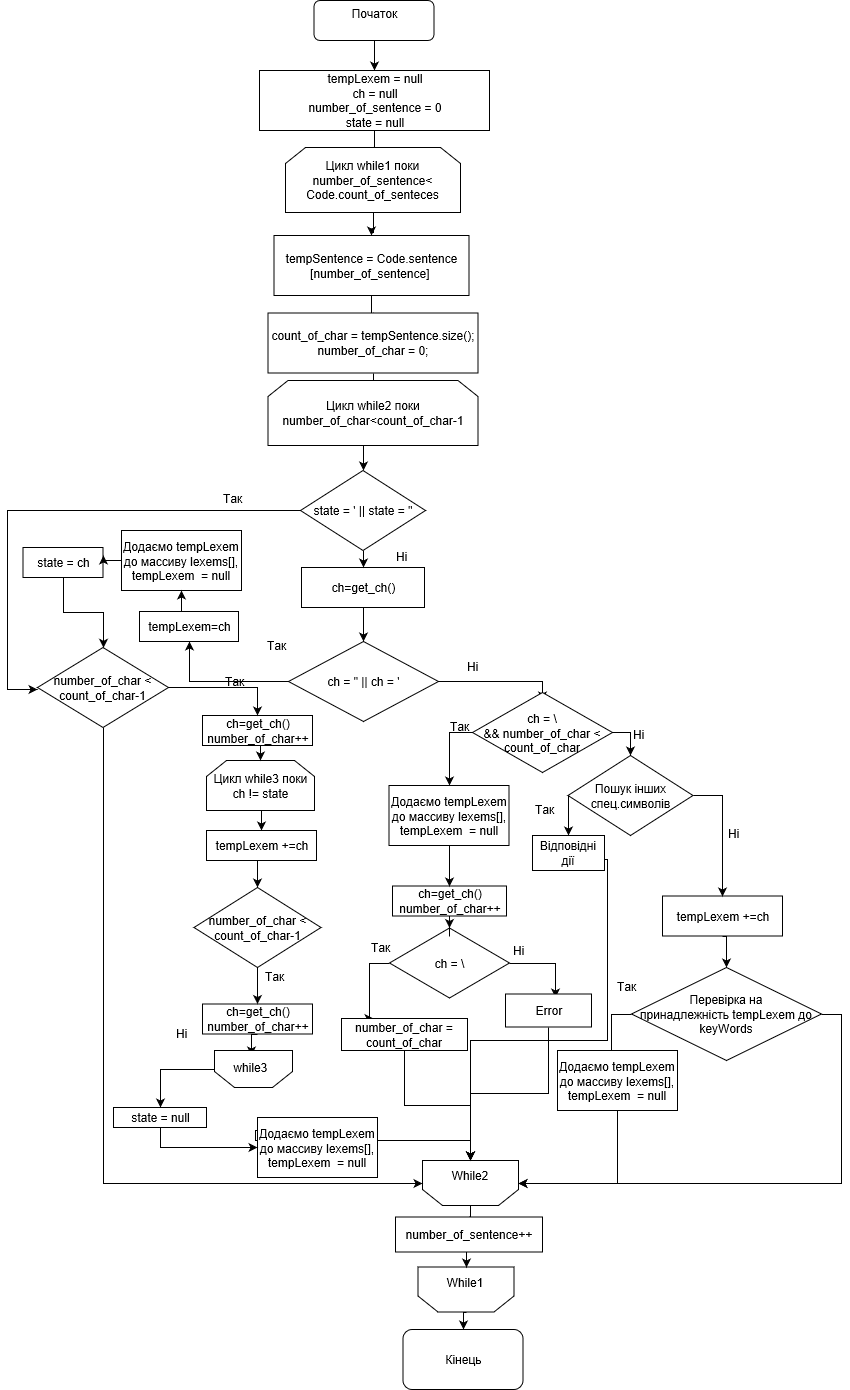 Початок
tempLexem = null
ch = null
number_of_sentence = 0
state = null
Цикл while1 поки
number_of_sentence<
Code.count_of_senteces
tempSentence = Code.sentence
[number_of_sentence]
count_of_char = tempSentence.size();
number_of_char = 0;
Цикл while2 поки
number_of_char<count_of_char-1
Так
state = ' || state = "
Ні
ch=get_ch()
Додаємо tempLexem
до массиву lexems[],
tempLexem = null
state = ch
tempLexem=ch
Так
ch = " || ch = '
Ні
number_of_char <
count_of_char-1
Так
ch=get_ch()
number_of_char++
Цикл while3 поки
ch != state
tempLexem +=ch
number_of_char <
count_of_char-1
Так
ch=get_ch()
number_of_char++
Ні
while3
state = null
[Додаємо tempLexem
до массиву lexems[],
tempLexem = null
ch = \
&& number_of_char <
count_of_char
Так
Ні
Додаємо tempLexem
до массиву lexems[],
tempLexem = null
ch=get_ch()
number_of_char++
Так
ch = \
Ні
number_of_char =
count_of_char
Error
Пошук інших
спец.символів
Так
Ні
Відповідні
дії
tempLexem +=ch
Так
Перевірка на
принадлежність tempLexem до
keyWords
Додаємо tempLexem
до массиву lexems[],
tempLexem = null
While2
number_of_sentence++
While1
Кінець